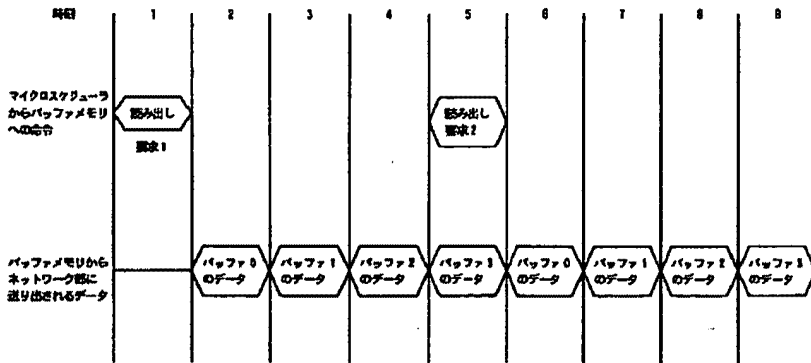 時刻 1 2 3 4 5 6 7 8 9
マイクロスケジューラ
からバッファメモリ
への命令
読み出し
要求1
読み出し
要求2
バッファメモリから
ネットワーク部に
送り出されるデータ
バッファ0 バッファ1 バッファ2 バッファ3 バッファ0 バッファ1 バッファ2 バッファ3
のデータ のデータ のデータ のデータ のデータ のデータ のデータ のデータ